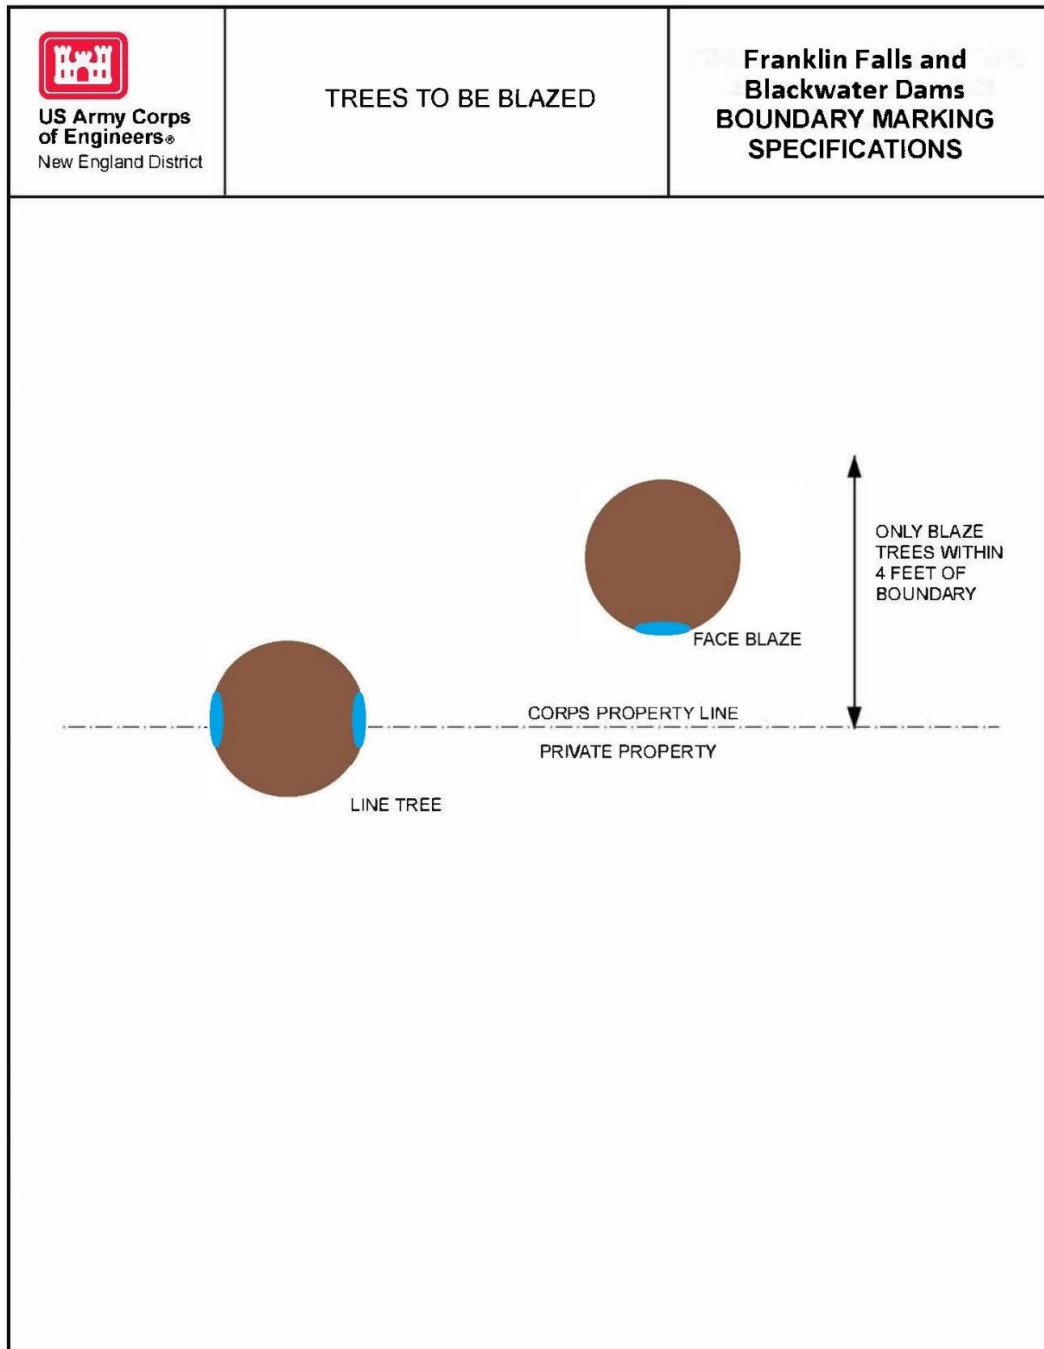 US Army Corps
of Engineers®
New England District
TREES TO BE BLAZED
Franklin Falls and
Blackwater Dams
BOUNDARY MARKING
SPECIFICATIONS
ONLY BLAZE
TREES WITHIN
4 FEET OF
BOUNDARY
FACE BLAZE
CORPS PROPERTY LINE
PRIVATE PROPERTY
LINE TREE